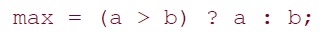 max = (a > b) ? a : b;